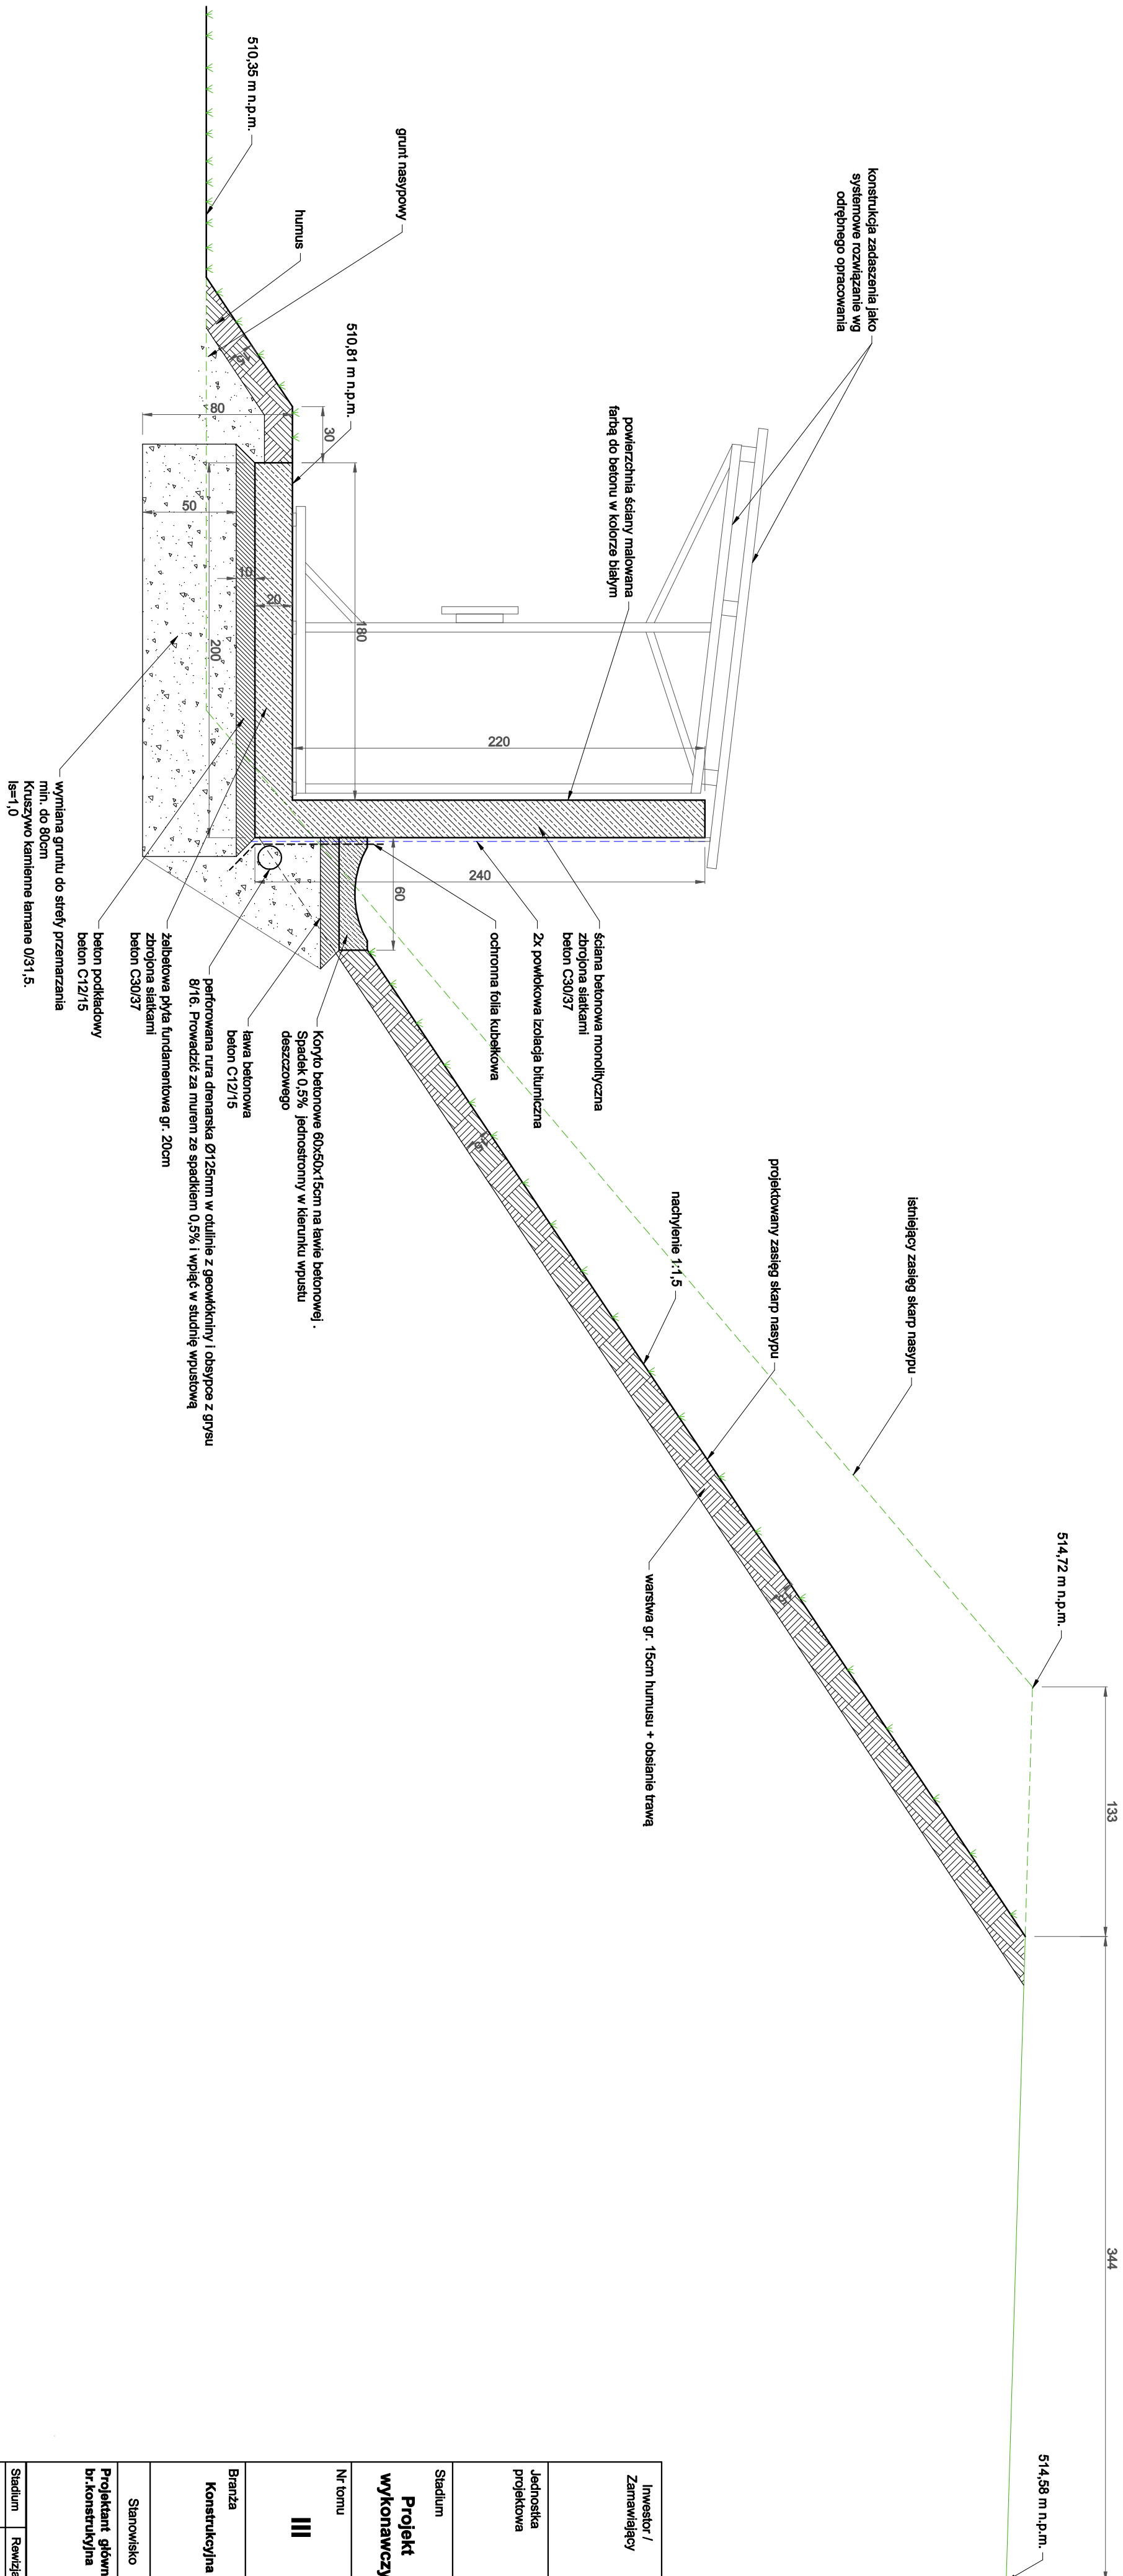 konstrukcja zadaszenia jako
systemowe rozwiązanie wg
odrębnego opracowania
powierzchnia ściany malowana
farbą do betonu w kolorze białym
510,35 m n.p.m.
grunt nasypowy
humus
510,81 m n.p.m.
30
180
80
50
10
20
200
220
240
60
15
15
15
ściana betonowa monolityczna
zbrojona siatkami
beton C30/37
2x powłokowa izolacja bitumiczna
ochronna folia kubełkowa
Koryto betonowe 60x50x15cm na ławie betonowej .
Spadek 0,5% jednostronny w kierunku wpustu
deszczowego
ława betonowa
beton C12/15
perforowana rura drenarska Ø125mm w otulinie z geowłókniny i obsypce z grysu
8/16. Prowadzić za murem ze spadkiem 0,5% i wpiąć w studnię wpustową
żelbetowa płyta fundamentowa gr. 20cm
zbrojona siatkami
beton C30/37
beton podkładowy
beton C12/15
wymiana gruntu do strefy przemarzania
min. do 80cm
Kruszywo kamienne łamane 0/31,5.
Is=1,0
istniejący zasięg skarp nasypu
projektowany zasięg skarp nasypu
nachylenie 1:1,5
warstwa gr. 15cm humusu + obsianie trawą
514,72 m n.p.m.
133
344
514,58 m n.p.m.
Inwestor /
Zamawiający
Jednostka
projektowa
Stadium
Projekt
wykonawczy
Nr tomu
III
Branża
Konstrukcyjna
Stanowisko
Projektant główn
br.konstrukyjna
Stadium
Rewizja